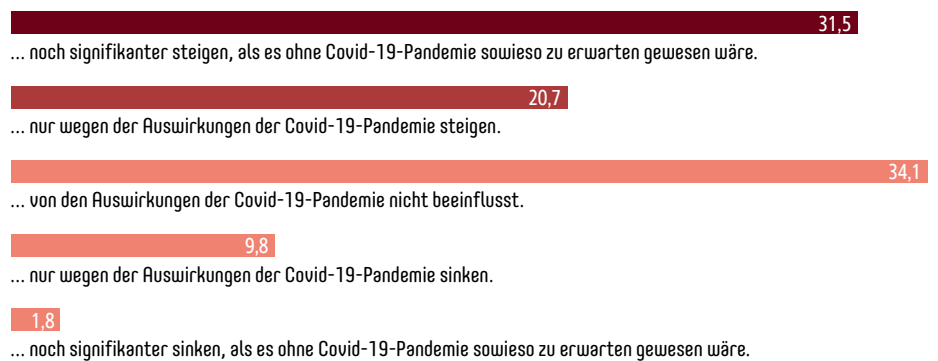 31,5
... noch signifikanter steigen, als es ohne Covid-19-Pandemie sowieso zu erwarten gewesen wäre.
20,7
... nur wegen der Auswirkungen der Covid-19-Pandemie steigen.
34,1
... von den Auswirkungen der Covid-19-Pandemie nicht beeinflusst.
9,8
... nur wegen der Auswirkungen der Covid-19-Pandemie sinken.
1,8
... noch signifikanter sinken, als es ohne Covid-19-Pandemie sowieso zu erwarten gewesen wäre.